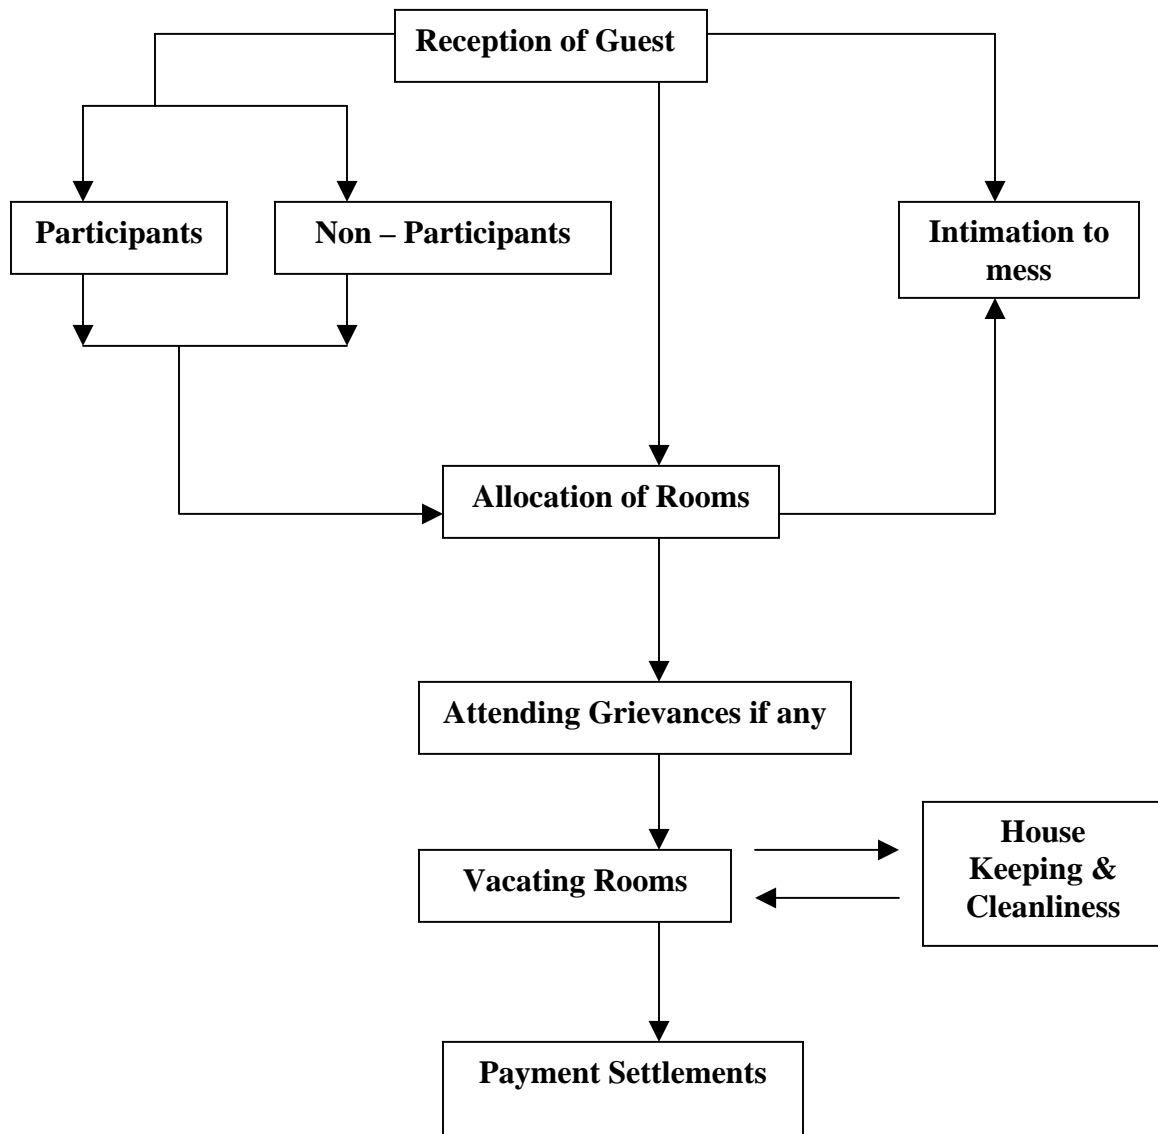 Reception of Guest
Participants
Non – Participants
Intimation to
mess
Allocation of Rooms
Attending Grievances if any
Vacating Rooms
House
Keeping &
Cleanliness
Payment Settlements